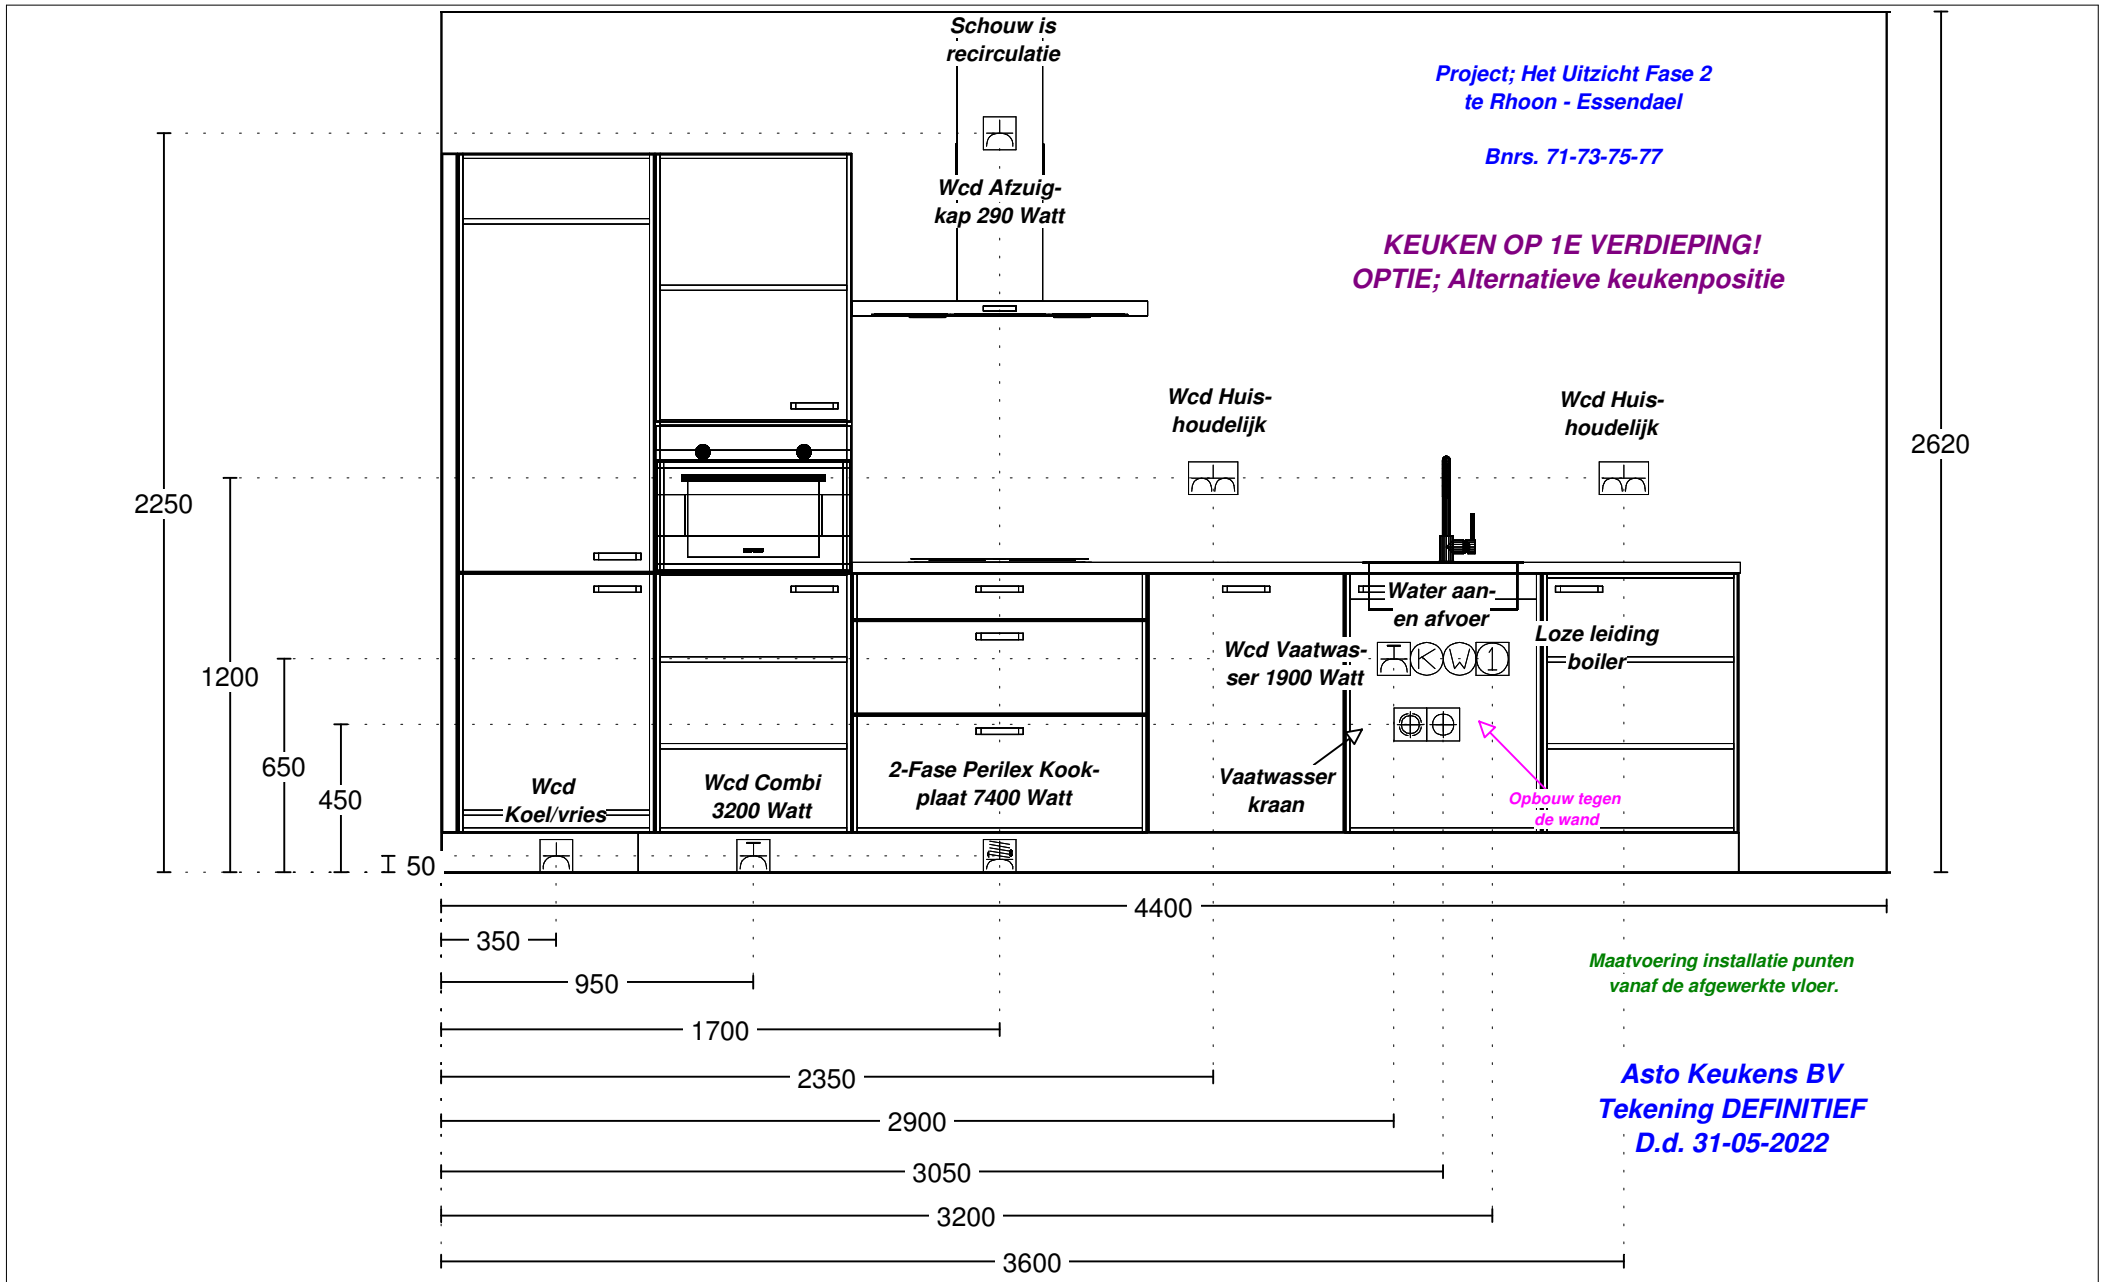 Schouw is
recirculatie
Project; Het Uitzicht Fase 2
te Rhoon - Essendael
Bnrs. 71-73-75-77
Wcd Afzuig-
kap 290 Watt
KEUKEN OP 1E VERDIEPING!
OPTIE; Alternatieve keukenpositie
Wcd Huis-
houdelijk
Wcd Huis-
houdelijk
2620
2250
1200
650
450
50
Water aan-
en afvoer
Wcd Vaatwas-
ser 1900 Watt
K W 1
Loze leiding
boiler
Wcd
Koel/vries
Wcd Combi
3200 Watt
2-Fase Perilex Kook-
plaat 7400 Watt
Vaatwasser
kraan
Opbouw tegen
de wand
4400
350
950
1700
2350
2900
3050
3200
3600
Maatvoering installatie punten
vanaf de afgewerkte vloer.
Asto Keukens BV
Tekening DEFINITIEF
D.d. 31-05-2022